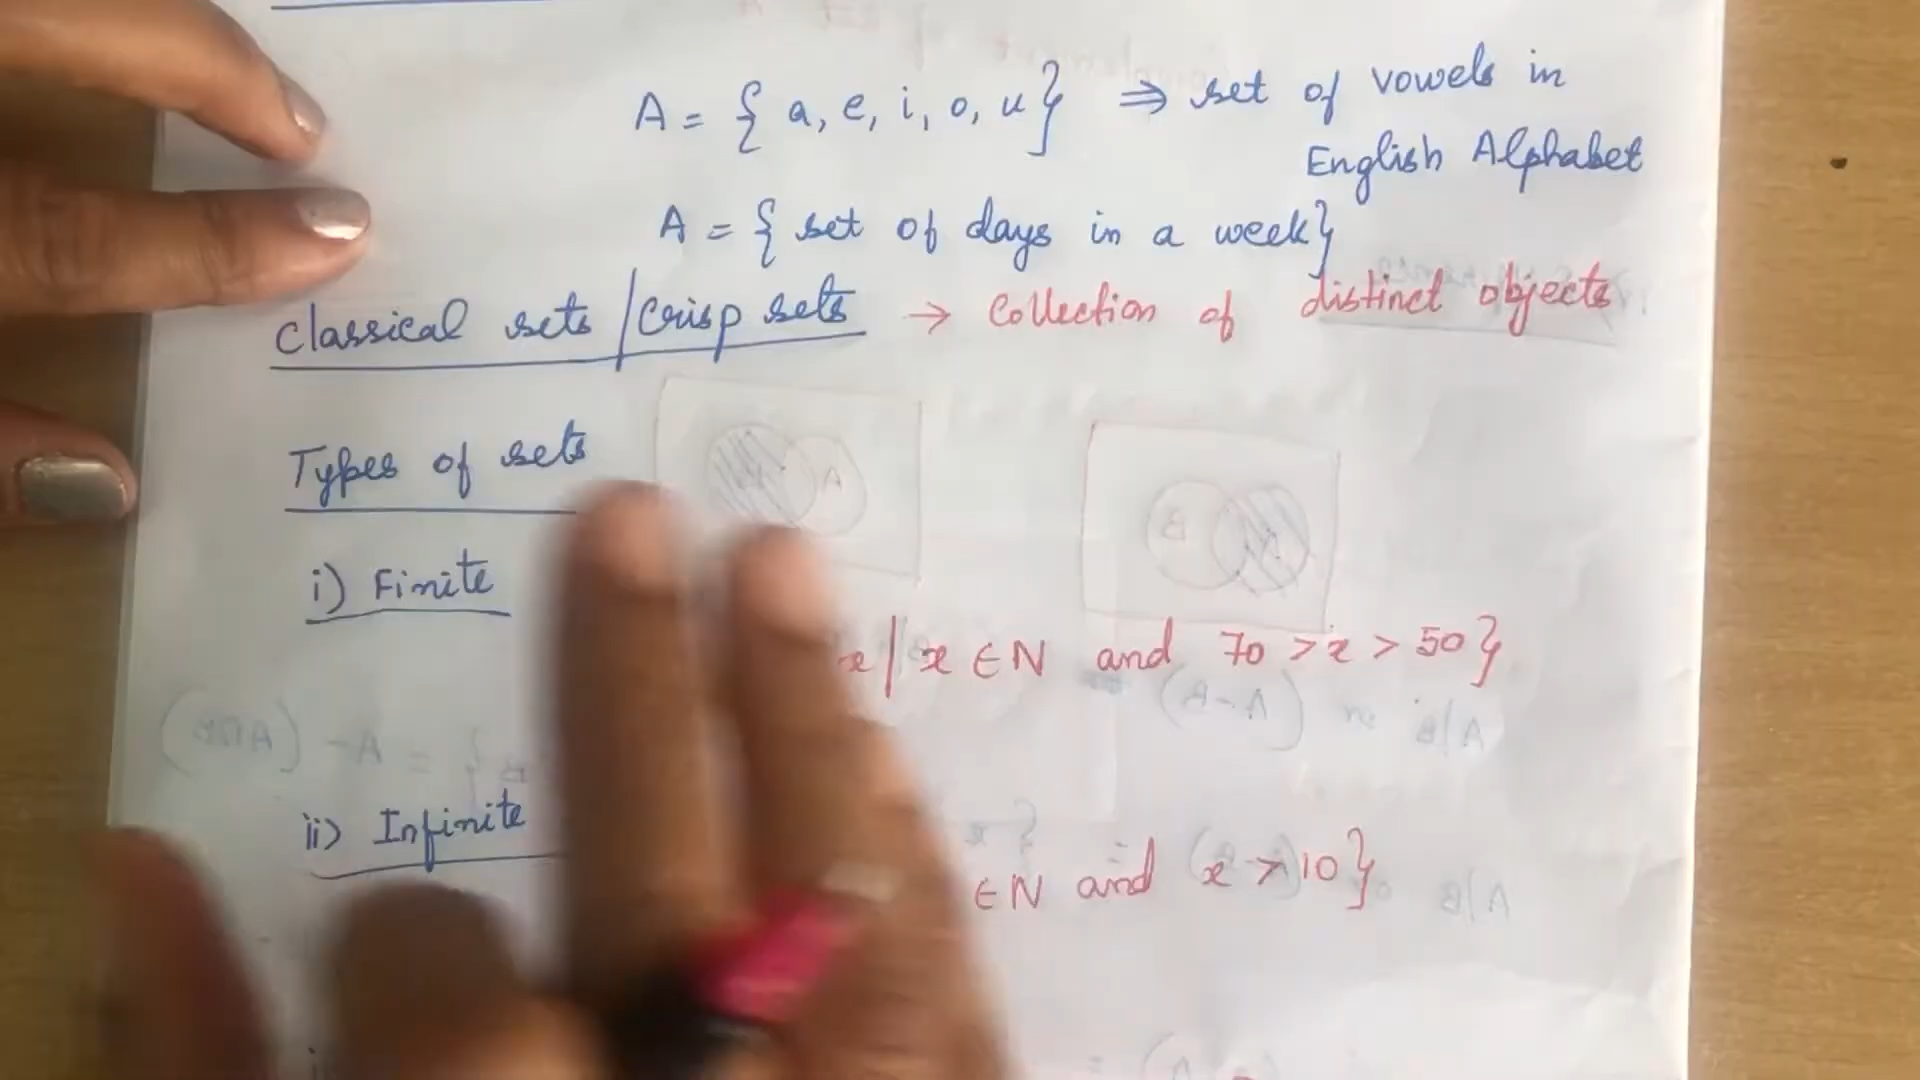 A = { a, e, i, o, u } ⇒ set of vowels in
English Alphabet
A = { set of days in a week}
Classical sets / Crisp sets → Collection of distinct objects
Types of sets
i) Finite
x / x ∈ N and 70 > x > 50 }
ii) Infinite
∈ N and x > 10 }